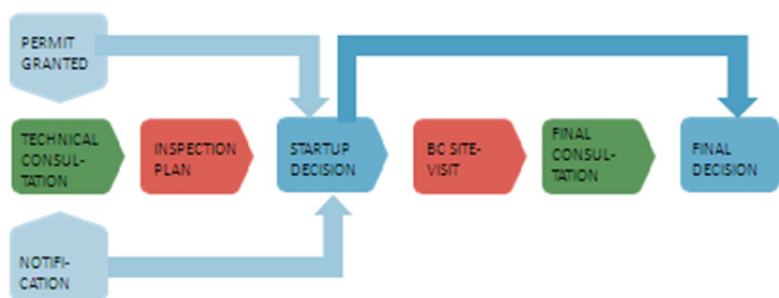 PERMIT
GRANTED
TECHNICAL
CONSUL-
TATION
INSPECTION
PLAN
STARTUP
DECISION
BC SITE-
VISIT
FINAL
CONSUL-
TATION
FINAL
DECISION
NOTIFI-
CATION